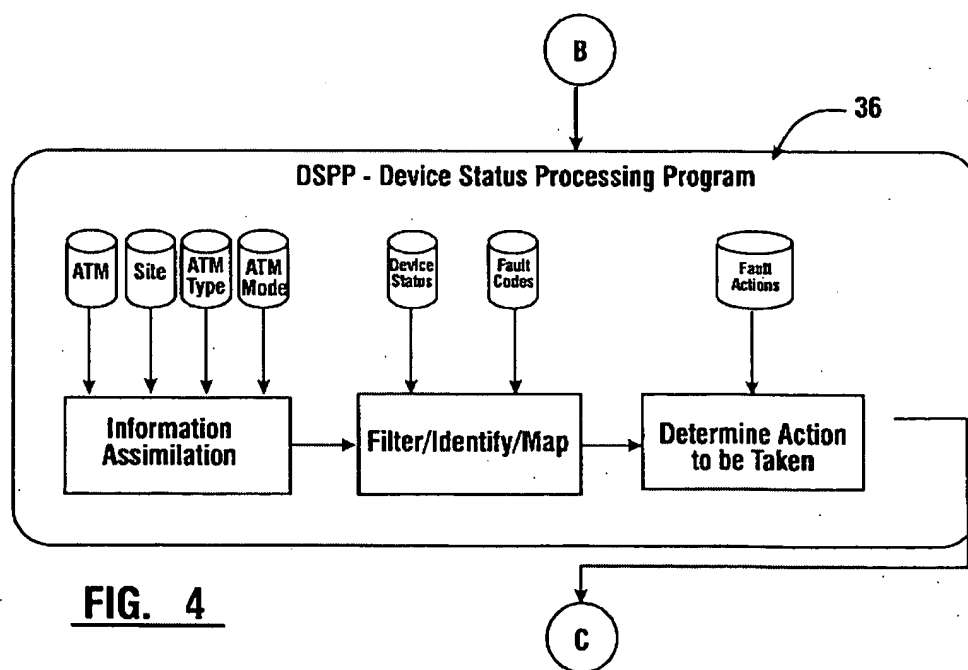 B
36
DSPP - Device Status Processing Program
ATM
Site
ATM
Type
ATM
Mode
Device
Status
Fault
Codes
Fault
Actions
Information
Assimilation
Filter/Identify/Map
Determine Action
to be Taken
FIG. 4
C